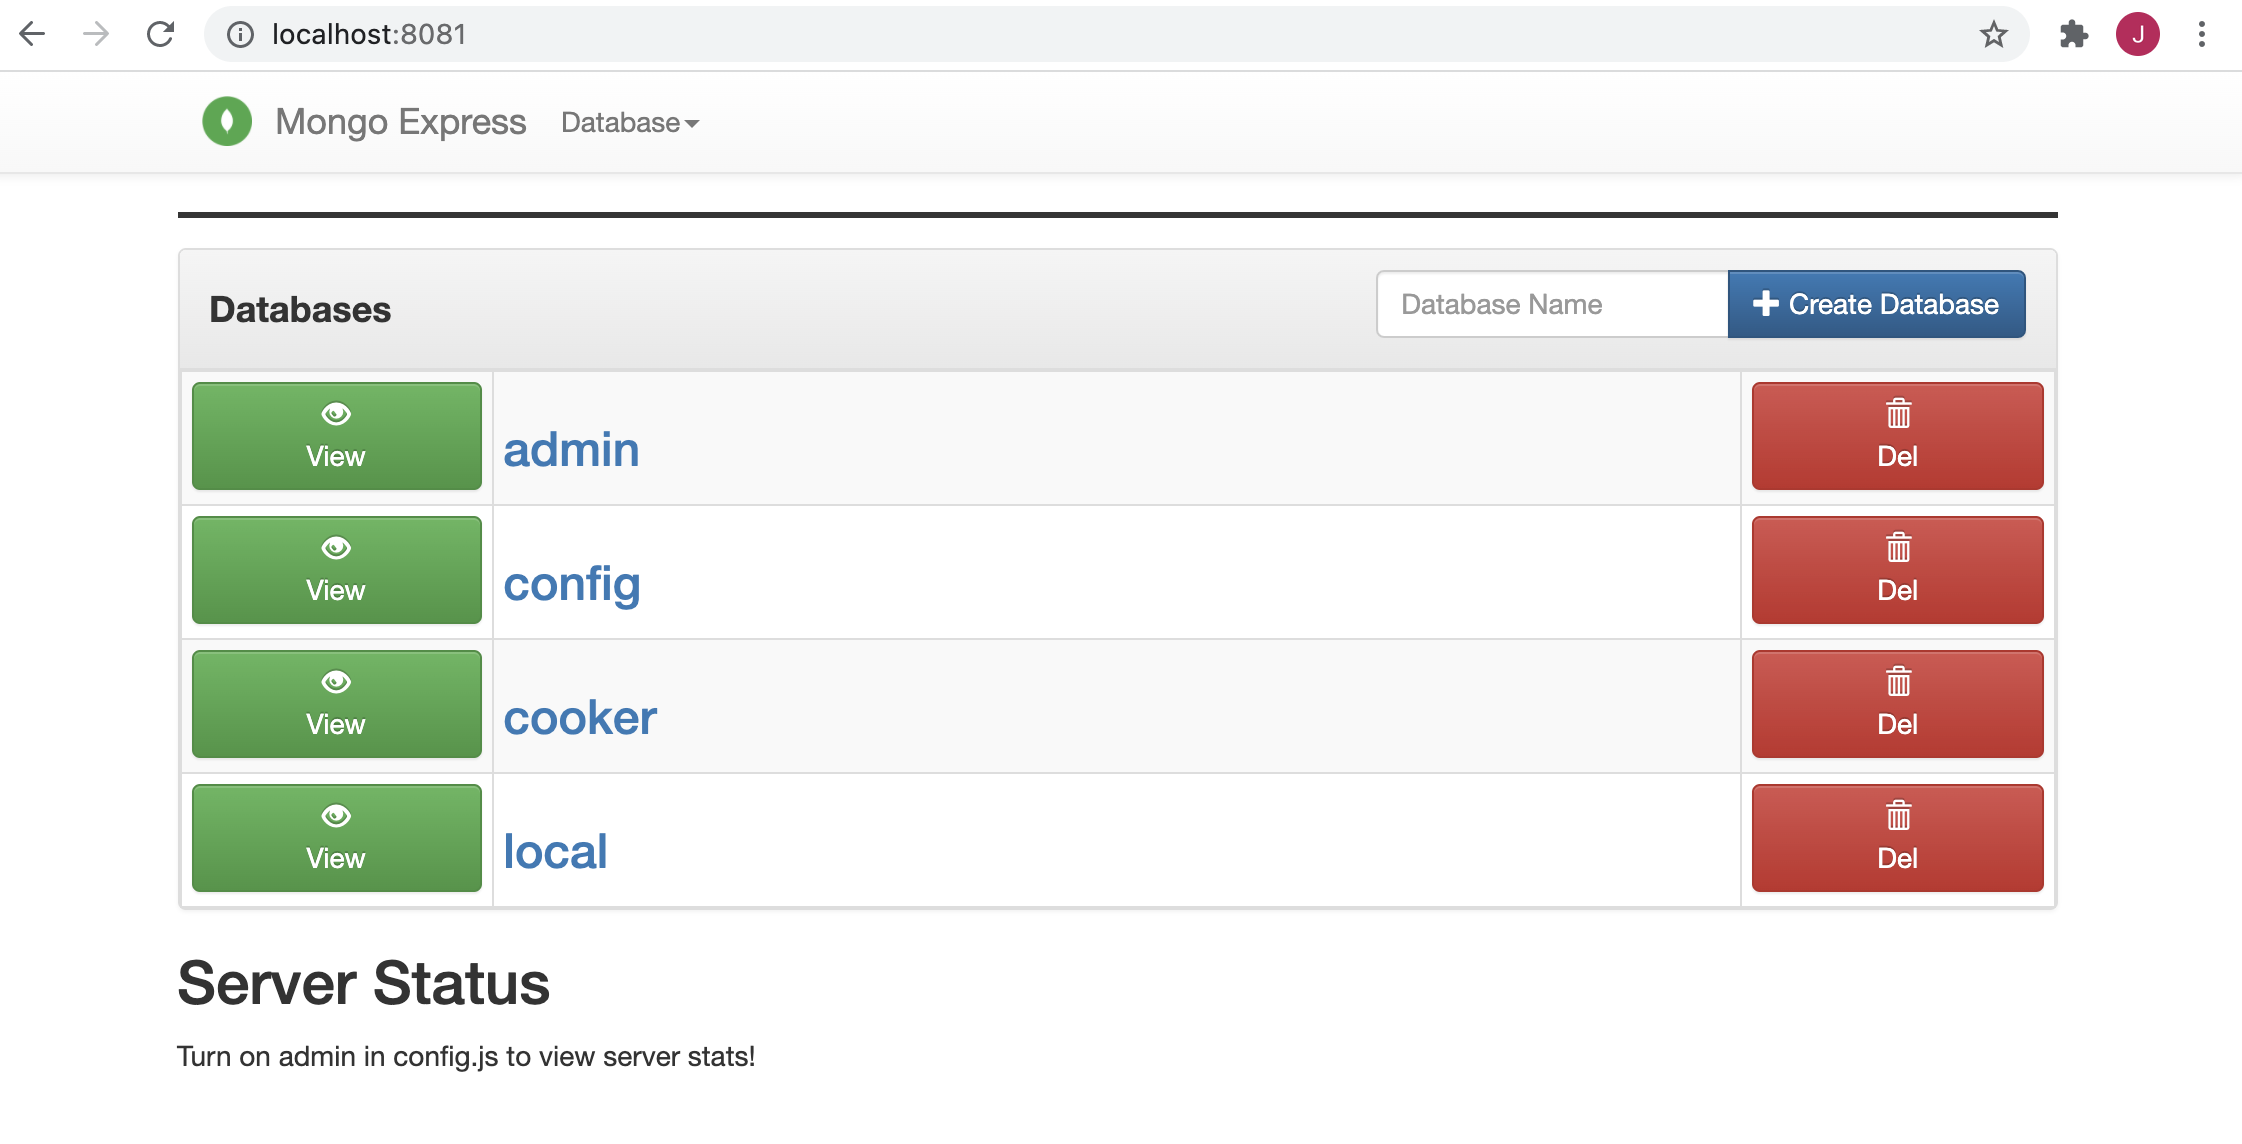 localhost:8081
J
Mongo Express Database
Databases Database Name Create Database
View admin Del
View config Del
View cooker Del
View local Del
Server Status
Turn on admin in config.js to view server stats!